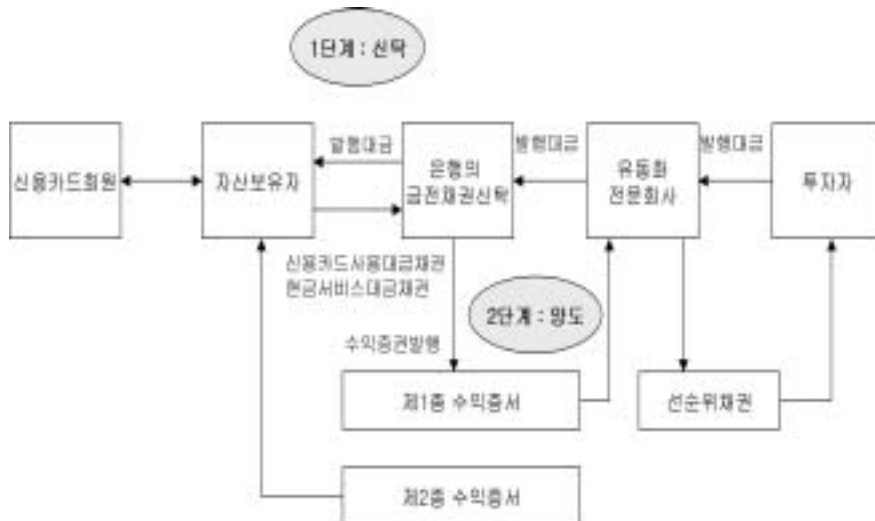 1단계 : 신탁
발행대금
발행대금
발행대금
신용카드회원
자산보유자
은행의
금전채권신탁
유동화
전문회사
투자자
신용카드사용대금채권
현금서비스대금채권
2단계 : 양도
수익증권발행
제1종 수익증서
선순위채권
제2종 수익증서